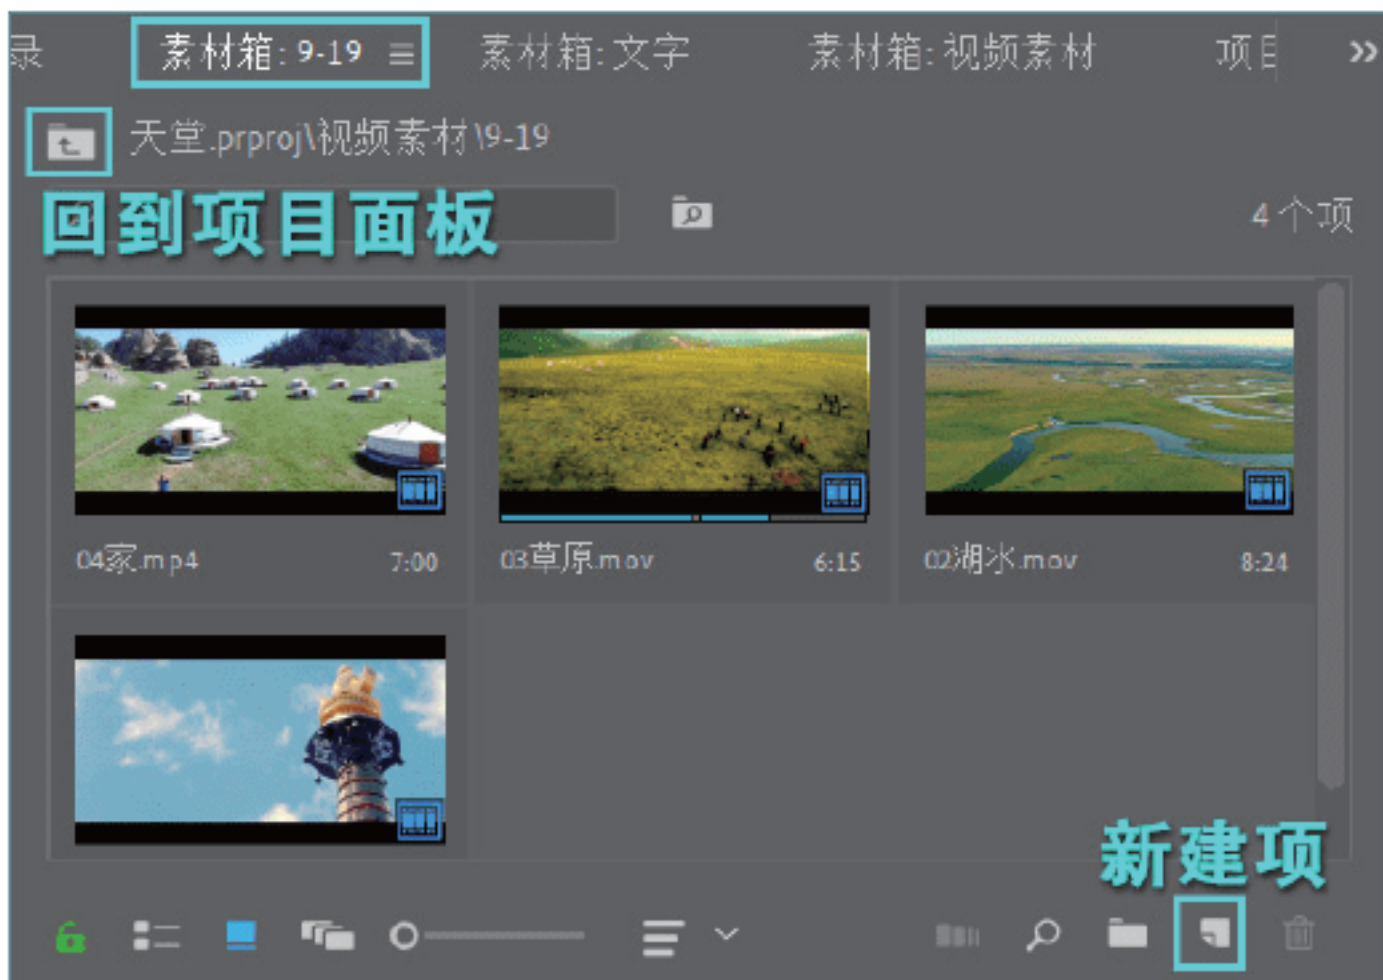 录 素材箱: 9-19 ≡ 素材箱: 文字 素材箱: 视频素材 项目 »
天堂.prproj\视频素材\9-19
回到项目面板
4 个项
04家.mp4 7:00 03草原.mov 6:15 02湖水.mov 8:24
新建项